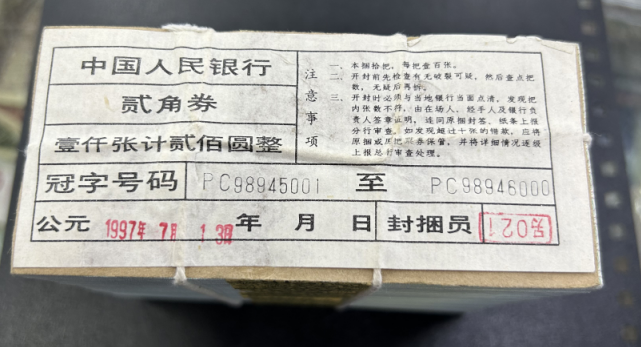 中国人民银行
贰角券
壹仟张计贰佰圆整
注意事项
一、本捆拾把，每把壹百张。
二、开封前先检查有无破裂可疑，然后查点把
数，无疑后再拆。
三、开封时必须与当地银行当面点清，发现把
内张数不符，由在场人、经手人及银行负
责人签章证明，连同原捆封签、纸条上报
分行审查。如发现超过十张的错款，应将
原捆或原把券保管，并将详细情况逐级
上报总行审查处理。
冠字号码 PC98945001 至 PC98946000
公元 1997年 7月 13日 年 月 日 封捆员 021